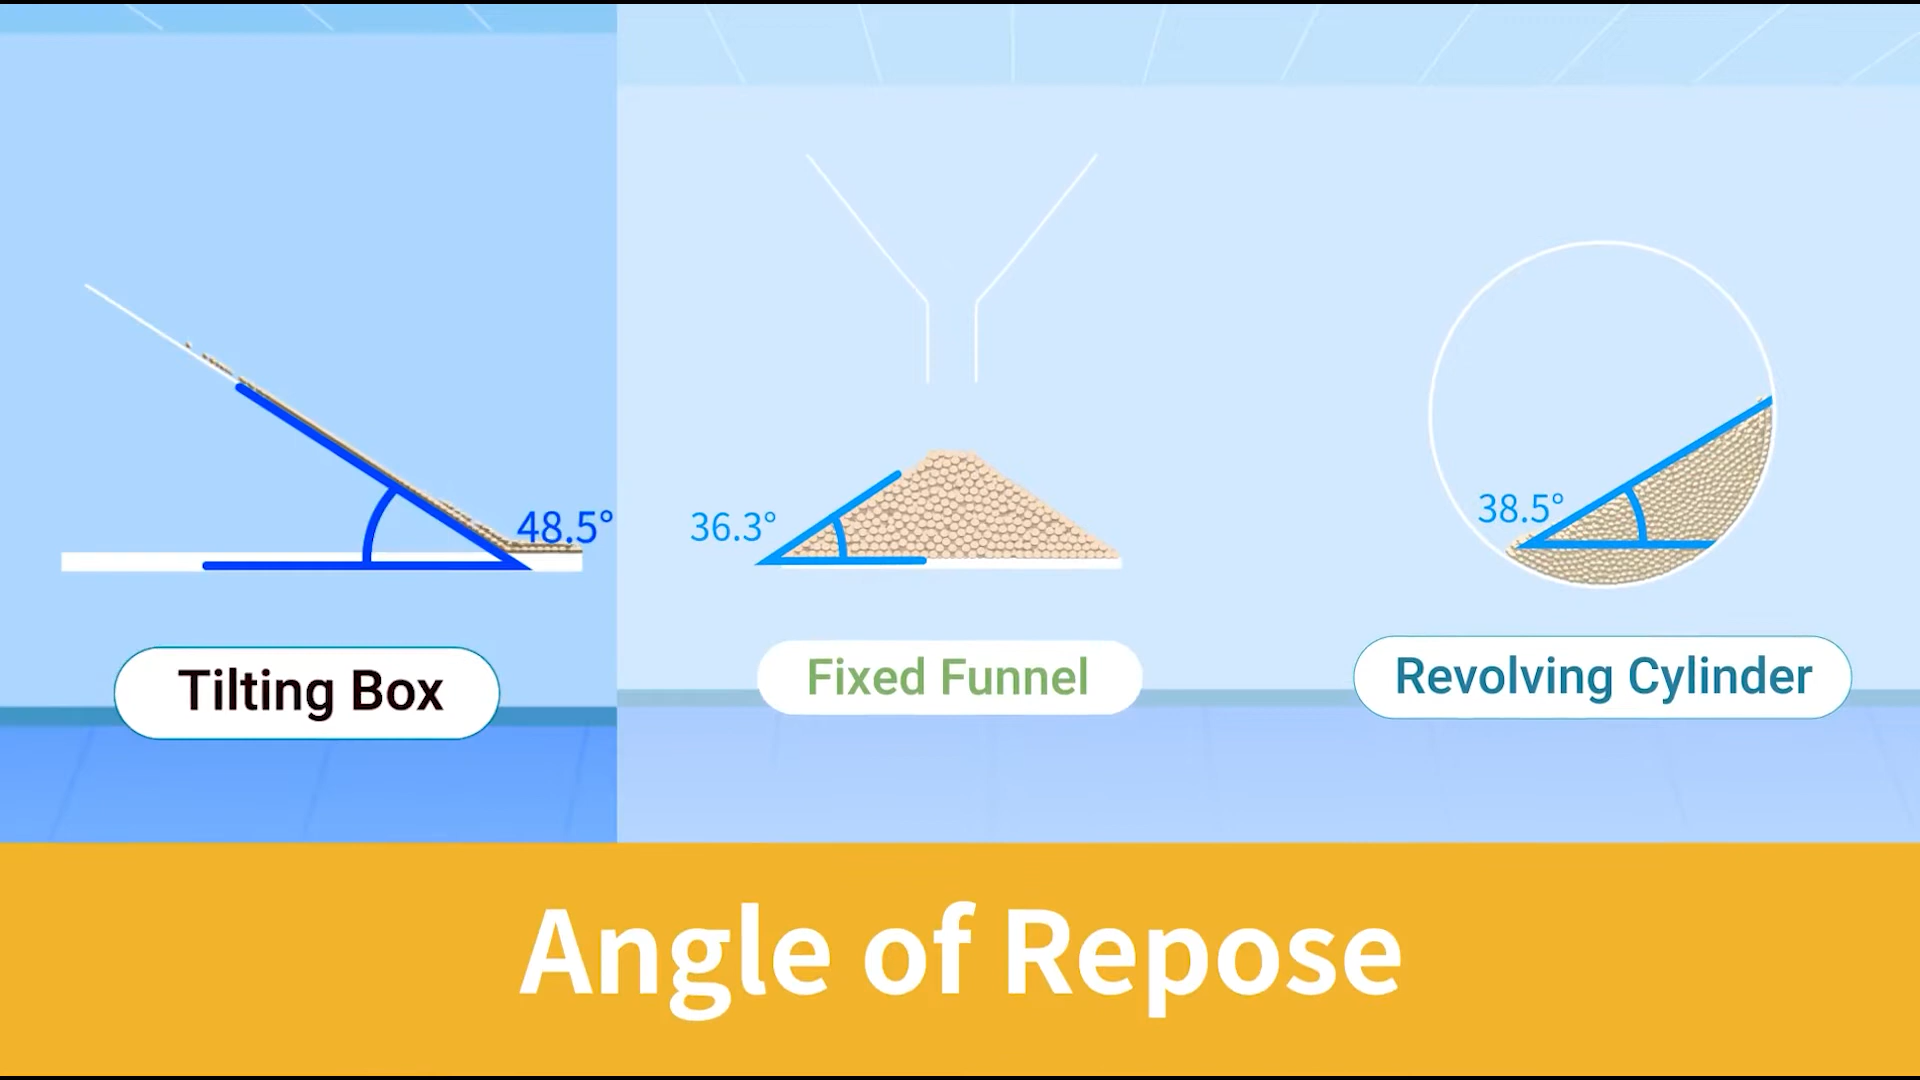 48.5°
36.3°
38.5°
Tilting Box
Fixed Funnel
Revolving Cylinder
Angle of Repose